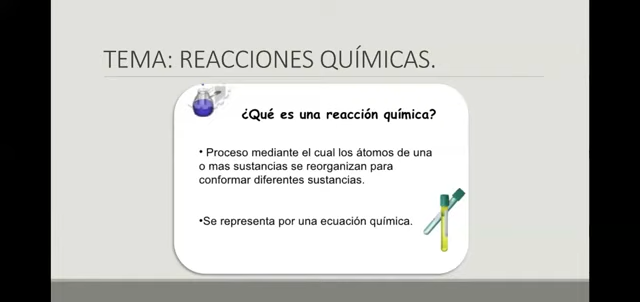 TEMA: REACCIONES QUÍMICAS.
¿Qué es una reacción química?
• Proceso mediante el cual los átomos de una
o mas sustancias se reorganizan para
conformar diferentes sustancias.
•Se representa por una ecuación química.